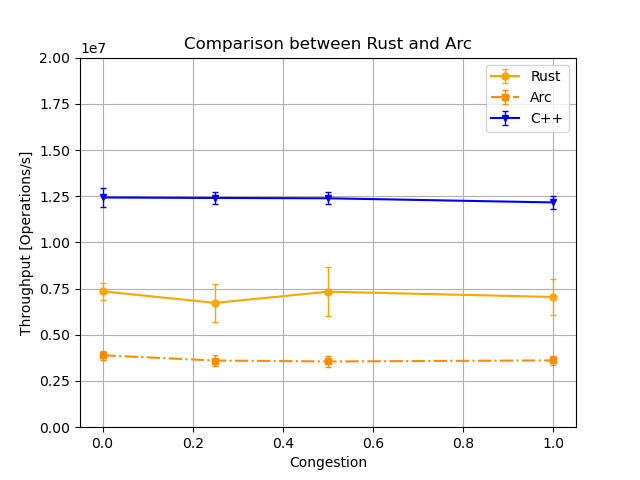 Comparison between Rust and Arc
1e7
2.00
1.75
1.50
1.25
1.00
0.75
0.50
0.25
0.00
Throughput [Operations/s]
Rust
Arc
C++
0.0 0.2 0.4 0.6 0.8 1.0
Congestion